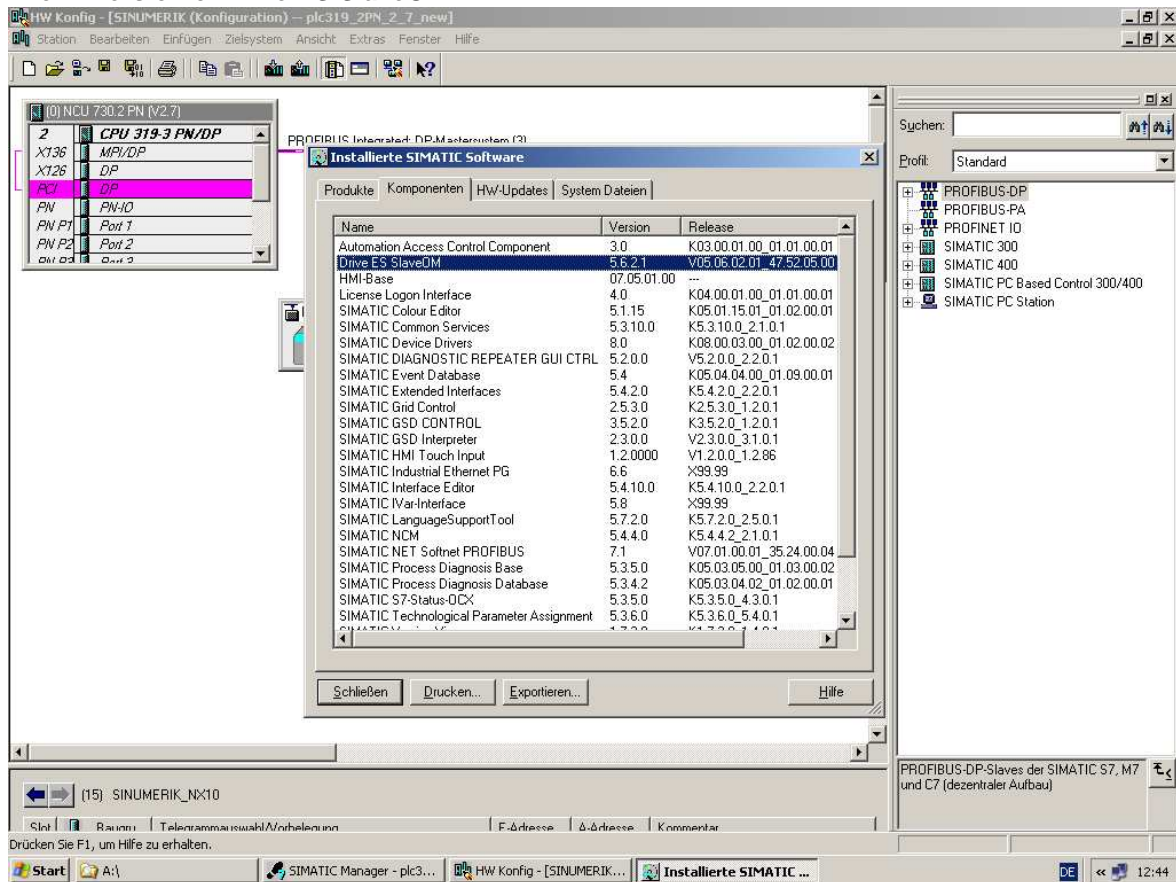 HW Konfig - [SINUMERIK (Konfiguration) -- plc319_2PN_2_7_new]
Station Bearbeiten Einfügen Zielsystem Ansicht Extras Fenster Hilfe
(0) NCU 730.2 PN (V2.7)
2 CPU 319-3 PN/DP
X136 MPI/DP
X126 DP
PCI DP
PN PN-IO
PN P1 Port 1
PN P2 Port 2
PROFIBUS Integrated: DP-Mastersystem (3)
Installierte SIMATIC Software
Produkte Komponenten HW-Updates System Dateien
Name Version Release
Automation Access Control Component 3.0 K03.00.01.00_01.01.00.01
Drive ES SlaveOM 5.6.2.1 V05.06.02.01_47.52.05.00
HMI-Base 07.05.01.00 ---
License Logon Interface 4.0 K04.00.01.00_01.01.00.01
SIMATIC Colour Editor 5.1.15 K05.01.15.01_01.02.00.01
SIMATIC Common Services 5.3.10.0 K5.3.10.0_2.1.0.1
SIMATIC Device Drivers 8.0 K08.00.03.00_01.02.00.02
SIMATIC DIAGNOSTIC REPEATER GUI CTRL 5.2.0.0 V5.2.0.0_2.2.0.1
SIMATIC Event Database 5.4 K05.04.04.00_01.09.00.01
SIMATIC Extended Interfaces 5.4.2.0 K5.4.2.0_2.2.0.1
SIMATIC Grid Control 2.5.3.0 K2.5.3.0_1.2.0.1
SIMATIC GSD CONTROL 3.5.2.0 K3.5.2.0_1.2.0.1
SIMATIC GSD Interpreter 2.3.0.0 V2.3.0.0_3.1.0.1
SIMATIC HMI Touch Input 1.2.0000 V1.2.0.0_1.2.86
SIMATIC Industrial Ethernet PG 6.6 X99.99
SIMATIC Interface Editor 5.4.10.0 K5.4.10.0_2.2.0.1
SIMATIC IVar-Interface 5.8 X99.99
SIMATIC LanguageSupportTool 5.7.2.0 K5.7.2.0_2.5.0.1
SIMATIC NCM 5.4.4.0 K5.4.4.2_2.1.0.1
SIMATIC NET Softnet PROFIBUS 7.1 V07.01.00.01_35.24.00.04
SIMATIC Process Diagnosis Base 5.3.5.0 K05.03.05.00_01.03.00.02
SIMATIC Process Diagnosis Database 5.3.4.2 K05.03.04.02_01.02.00.01
SIMATIC S7-Status-OCX 5.3.5.0 K5.3.5.0_4.3.0.1
SIMATIC Technological Parameter Assignment 5.3.6.0 K5.3.6.0_5.4.0.1
Schließen Drucken... Exportieren... Hilfe
Suchen:
Profil: Standard
PROFIBUS-DP
PROFIBUS-PA
PROFINET IO
SIMATIC 300
SIMATIC 400
SIMATIC PC Based Control 300/400
SIMATIC PC Station
PROFIBUS-DP-Slaves der SIMATIC S7, M7
und C7 (dezentraler Aufbau)
(15) SINUMERIK_NX10
Slot Baugru Telegrammauswahl/Vorbelegung E-Adresse A-Adresse Kommentar
Drücken Sie F1, um Hilfe zu erhalten.
Start A:\ SIMATIC Manager - plc3... HW Konfig - [SINUMERIK... Installierte SIMATIC ... DE « 12:44